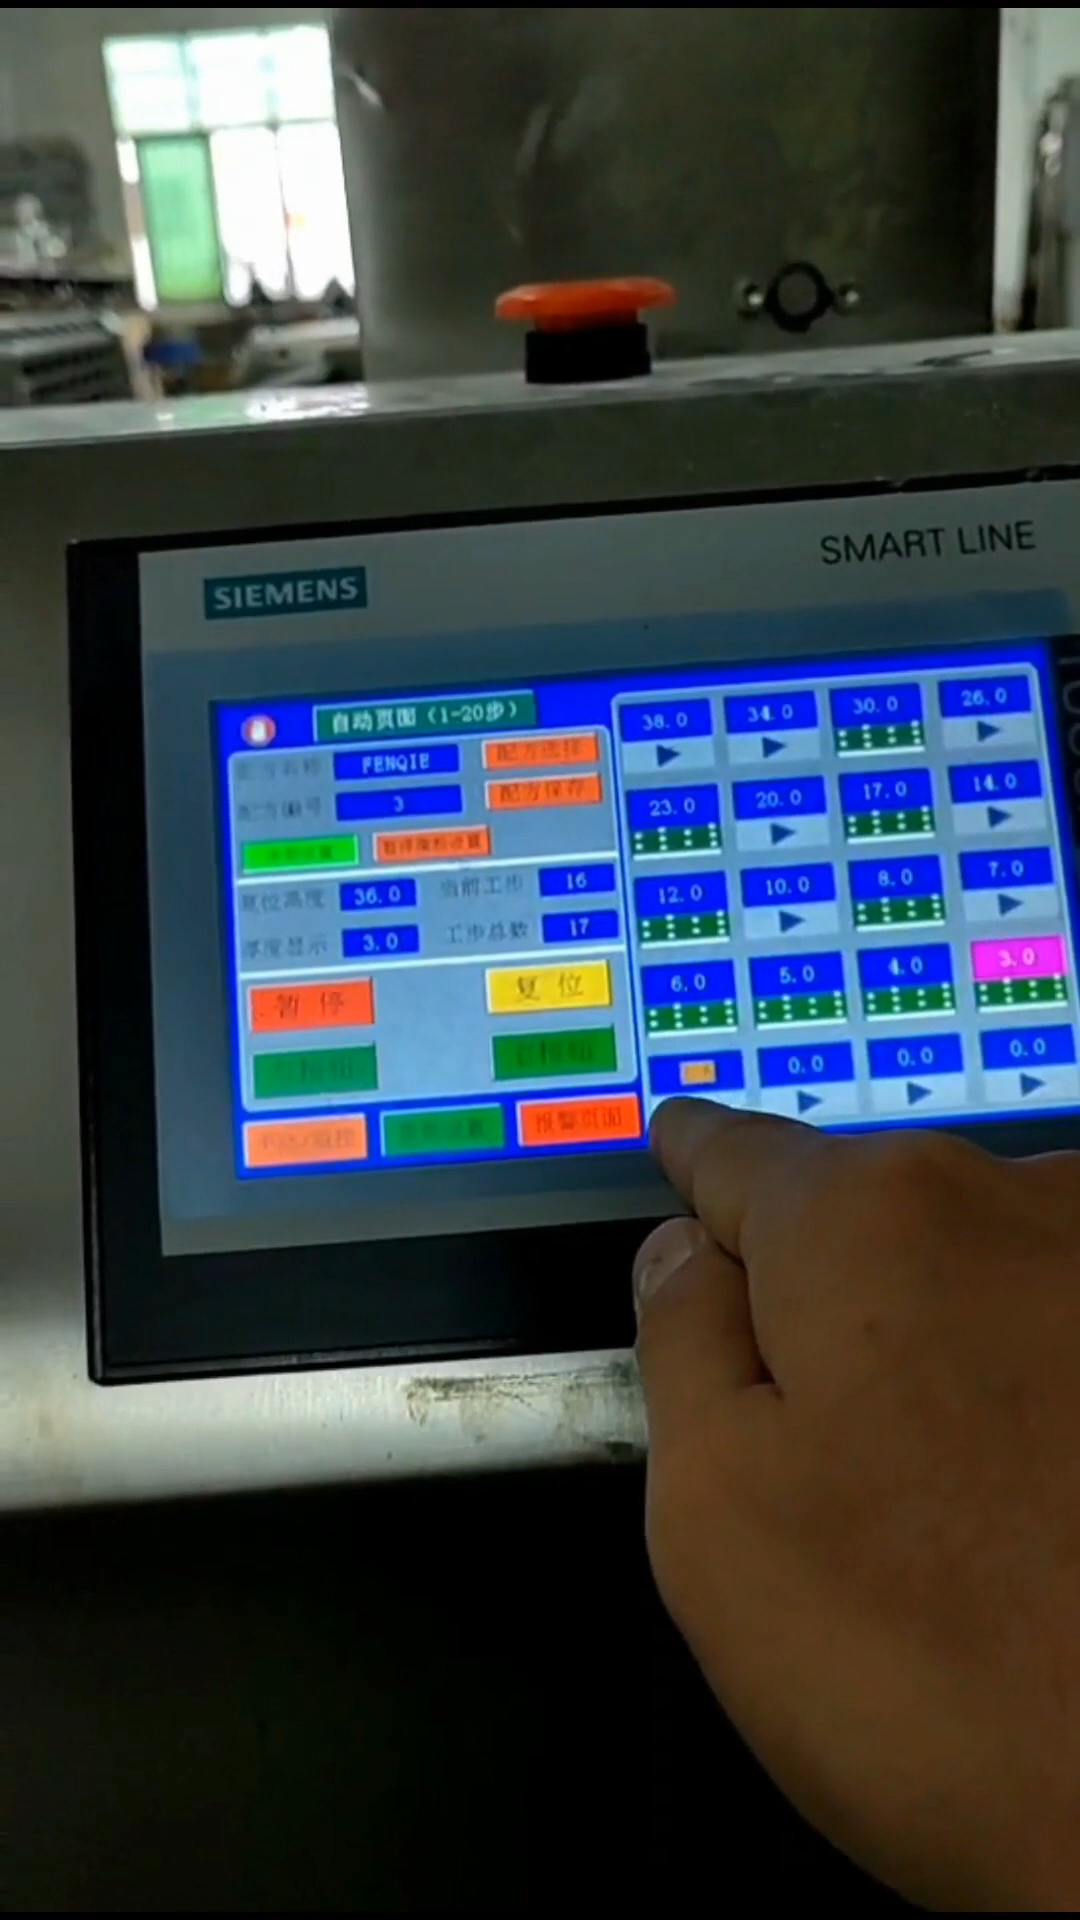 SMART LINE
SIEMENS
自动页面（1-20步）
配方名称 FENQIE 配方选择
配方编号 3 配方保存
复位高度 36.0 当前工步 16
厚度显示 3.0 工步总数 17
暂停 复位
报警页面
38.0 34.0 30.0 26.0
23.0 20.0 17.0 14.0
12.0 10.0 8.0 7.0
6.0 5.0 4.0 3.0
0.0 0.0 0.0